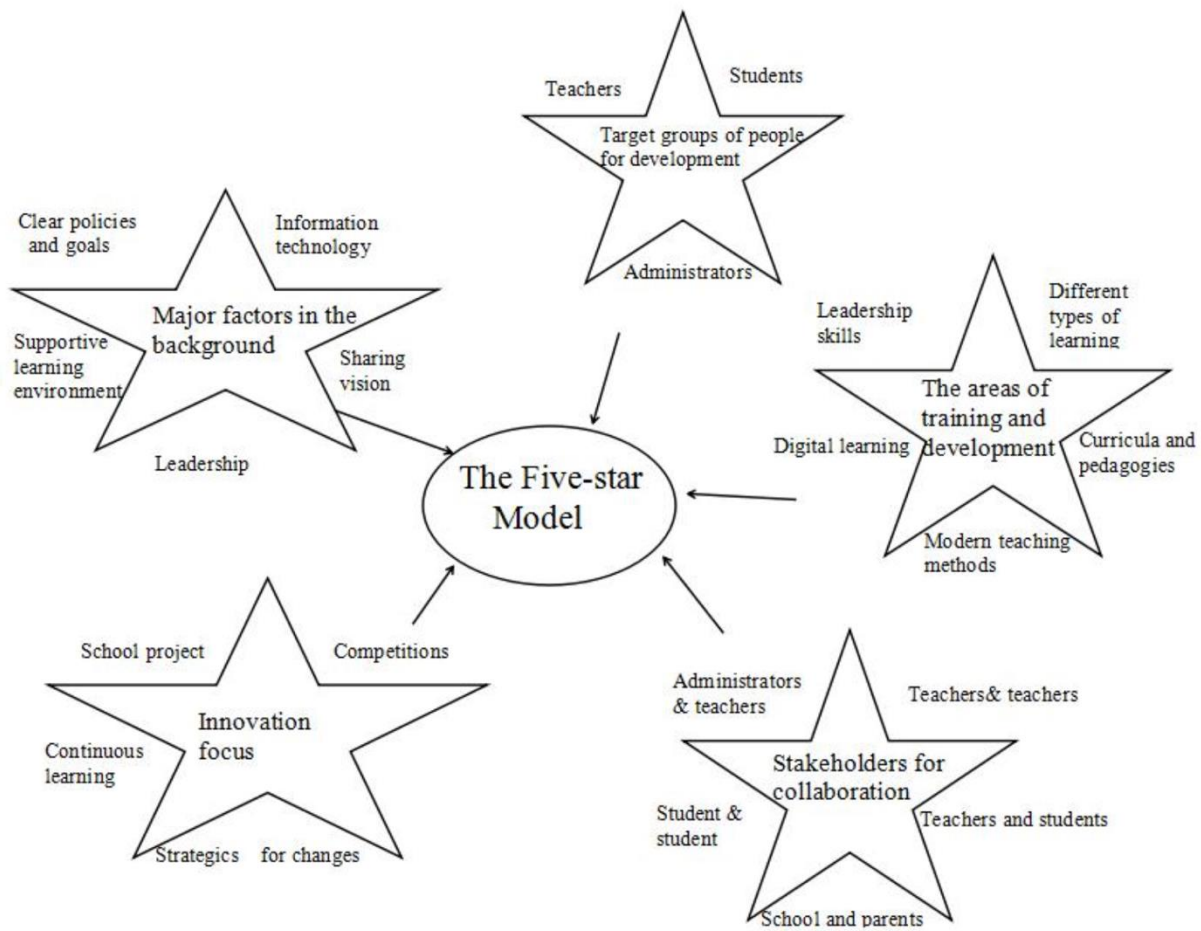 Teachers
Students
Target groups of people
for development
Administrators
Clear policies
and goals
Information
technology
Major factors in the
background
Supportive
learning
environment
Sharing
vision
Leadership
Leadership
skills
Different
types of
learning
The areas of
training and
development
Digital learning
Curricula and
pedagogies
Modern teaching
methods
The Five-star
Model
School project
Competitions
Innovation
focus
Continuous
learning
Strategics for changes
Administrators
& teachers
Teachers& teachers
Stakeholders for
collaboration
Student &
student
Teachers and students
School and parents